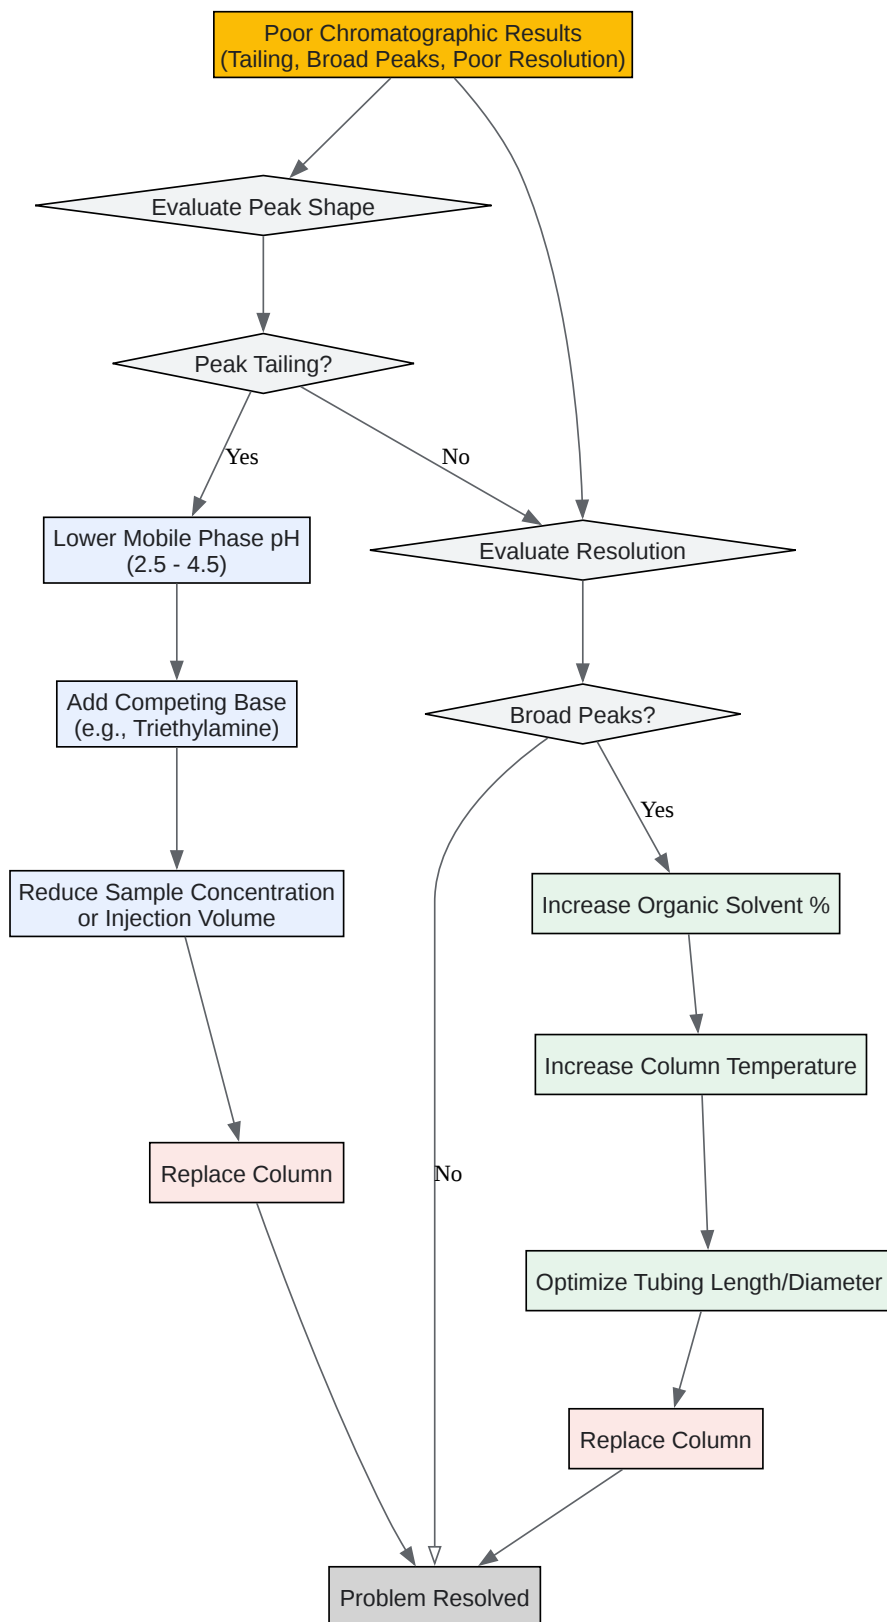 Poor Chromatographic Results
(Tailing, Broad Peaks, Poor Resolution)
Evaluate Peak Shape
Peak Tailing?
Yes
No
Lower Mobile Phase pH
(2.5 - 4.5)
Evaluate Resolution
Add Competing Base
(e.g., Triethylamine)
Broad Peaks?
Yes
Reduce Sample Concentration
or Injection Volume
Increase Organic Solvent %
Increase Column Temperature
Replace Column
No
Optimize Tubing Length/Diameter
Replace Column
Problem Resolved